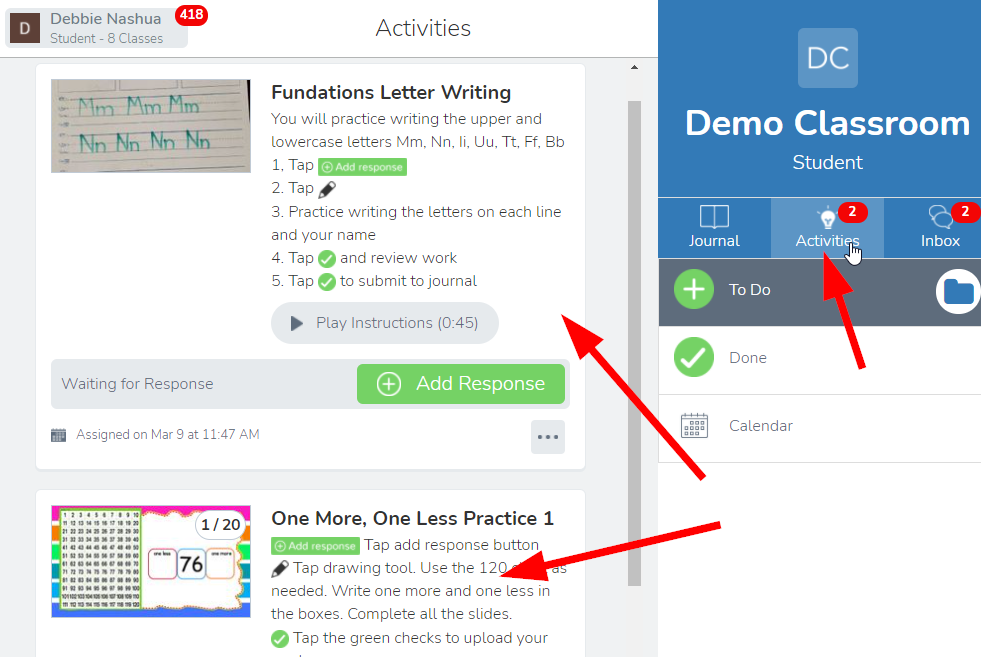 D
Debbie Nashua
Student - 8 Classes
418
Activities
Mm Mm Mm
Nn Nn Nn Nn
Fundations Letter Writing
You will practice writing the upper and
lowercase letters Mm, Nn, Ii, Uu, Tt, Ff, Bb
1, Tap Add response
2. Tap
3. Practice writing the letters on each line
and your name
4. Tap and review work
5. Tap to submit to journal
Play Instructions (0:45)
Waiting for Response
Add Response
Assigned on Mar 9 at 11:47 AM
1 / 20
one less
76
one more
One More, One Less Practice 1
Add response Tap add response button
Tap drawing tool. Use the 120 as
needed. Write one more and one less in
the boxes. Complete all the slides.
Tap the green checks to upload your
DC
Demo Classroom
Student
Journal
Activities
2
Inbox
2
To Do
Done
Calendar